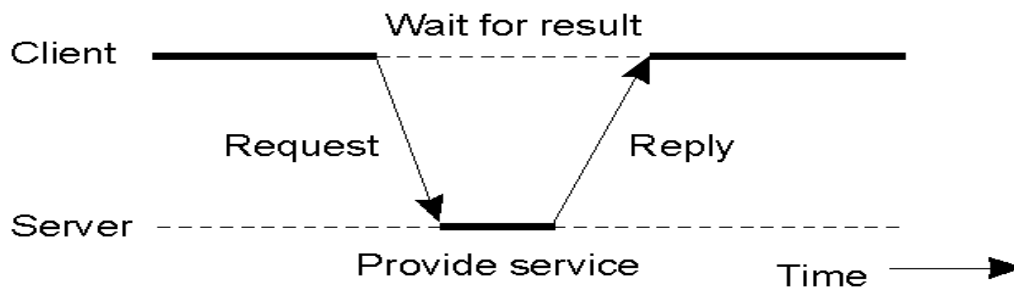 Wait for result
Client
Request
Reply
Server
Provide service
Time